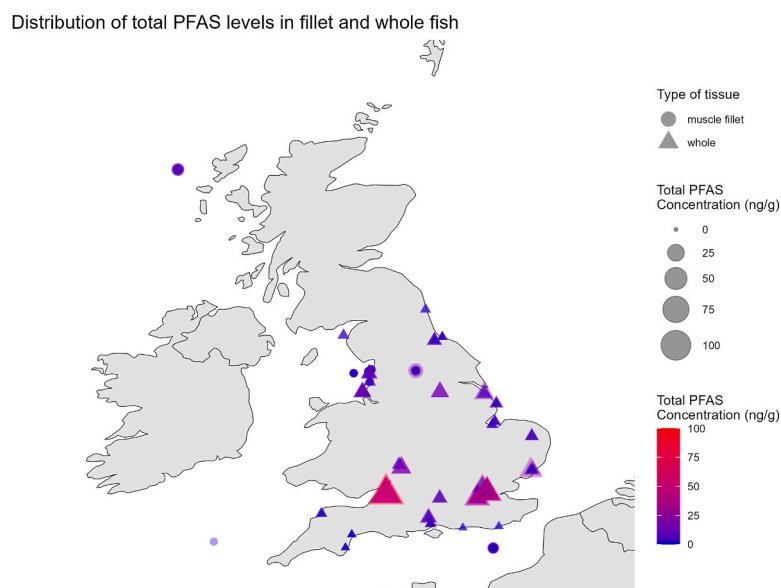 Distribution of total PFAS levels in fillet and whole fish
Type of tissue
muscle fillet
whole
Total PFAS
Concentration (ng/g)
0
25
50
75
100
Total PFAS
Concentration (ng/g)
100
75
50
25
0